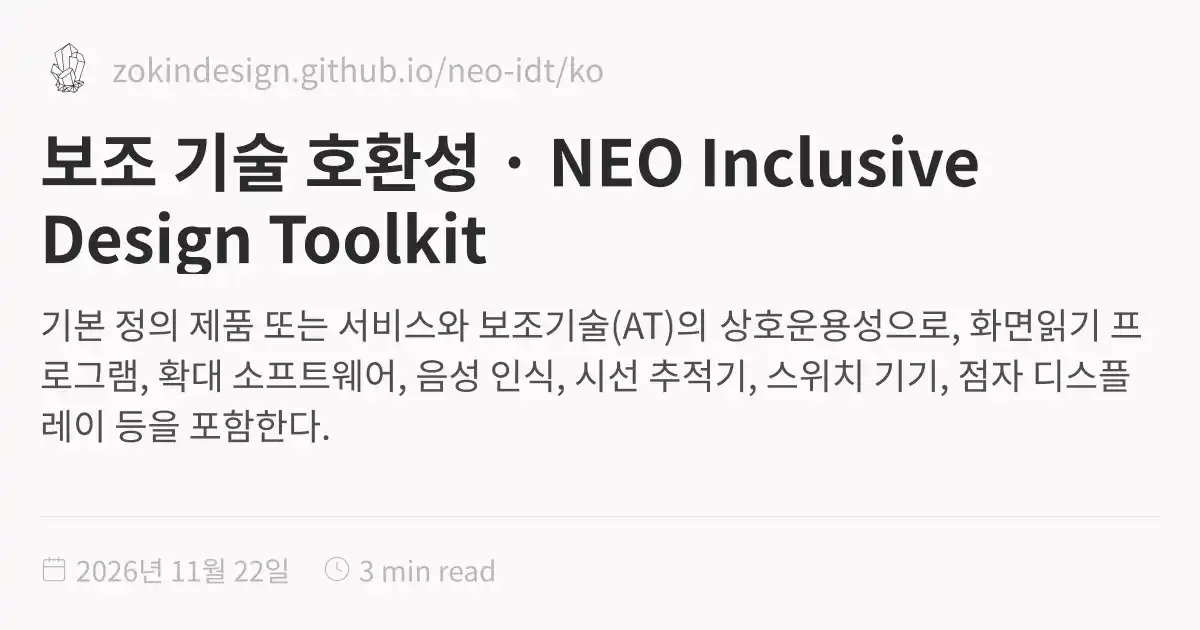 zokindesign.github.io/neo-idt/ko
보조 기술 호환성 · NEO Inclusive
Design Toolkit
기본 정의 제품 또는 서비스와 보조기술(AT)의 상호운용성으로, 화면읽기 프
로그램, 확대 소프트웨어, 음성 인식, 시선 추적기, 스위치 기기, 점자 디스플
레이 등을 포함한다.
2026년 11월 22일
3 min read